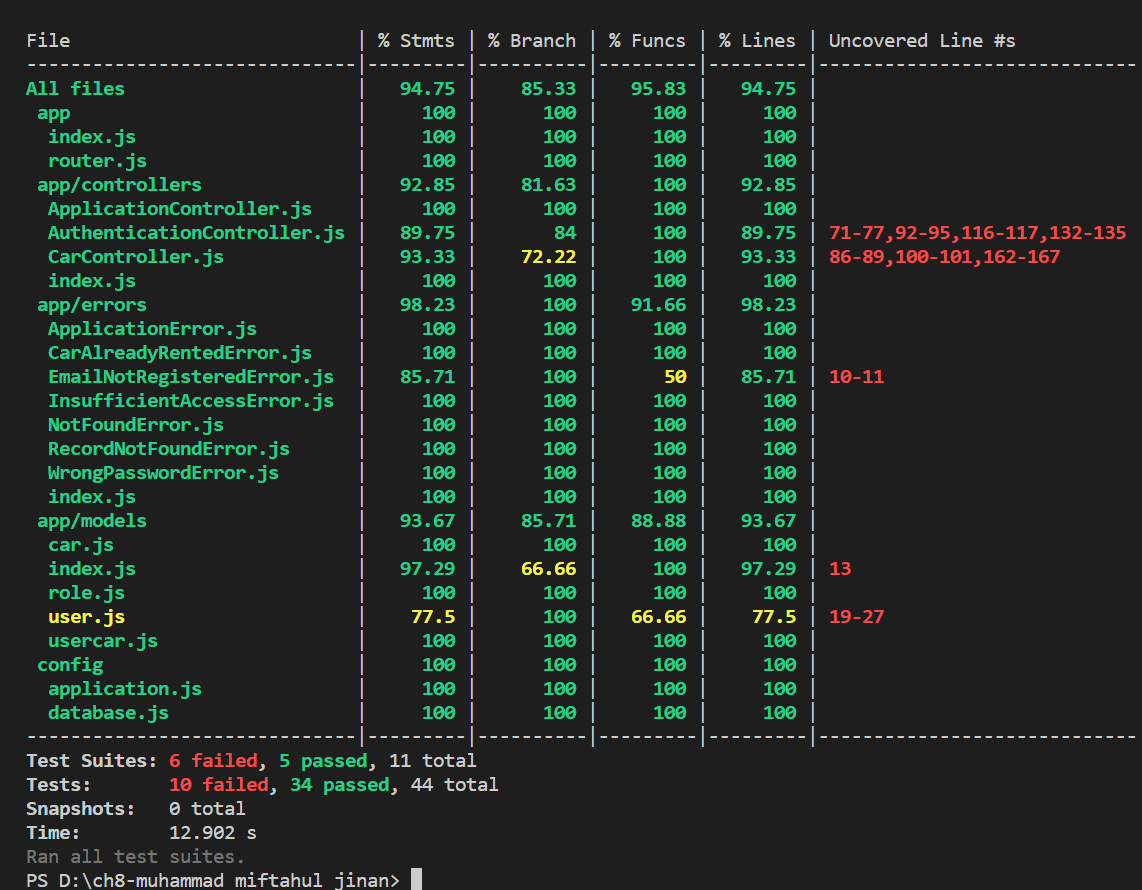 File | % Stmts | % Branch | % Funcs | % Lines | Uncovered Line #s
------------------------------|---------|----------|---------|---------|-----------------------------
All files | 94.75 | 85.33 | 95.83 | 94.75 |
app | 100 | 100 | 100 | 100 |
index.js | 100 | 100 | 100 | 100 |
router.js | 100 | 100 | 100 | 100 |
app/controllers | 92.85 | 81.63 | 100 | 92.85 |
ApplicationController.js | 100 | 100 | 100 | 100 |
AuthenticationController.js | 89.75 | 84 | 100 | 89.75 | 71-77,92-95,116-117,132-135
CarController.js | 93.33 | 72.22 | 100 | 93.33 | 86-89,100-101,162-167
index.js | 100 | 100 | 100 | 100 |
app/errors | 98.23 | 100 | 91.66 | 98.23 |
ApplicationError.js | 100 | 100 | 100 | 100 |
CarAlreadyRentedError.js | 100 | 100 | 100 | 100 |
EmailNotRegisteredError.js | 85.71 | 100 | 50 | 85.71 | 10-11
InsufficientAccessError.js | 100 | 100 | 100 | 100 |
NotFoundError.js | 100 | 100 | 100 | 100 |
RecordNotFoundError.js | 100 | 100 | 100 | 100 |
WrongPasswordError.js | 100 | 100 | 100 | 100 |
index.js | 100 | 100 | 100 | 100 |
app/models | 93.67 | 85.71 | 88.88 | 93.67 |
car.js | 100 | 100 | 100 | 100 |
index.js | 97.29 | 66.66 | 100 | 97.29 | 13
role.js | 100 | 100 | 100 | 100 |
user.js | 77.5 | 100 | 66.66 | 77.5 | 19-27
usercar.js | 100 | 100 | 100 | 100 |
config | 100 | 100 | 100 | 100 |
application.js | 100 | 100 | 100 | 100 |
database.js | 100 | 100 | 100 | 100 |
------------------------------|---------|----------|---------|---------|-----------------------------
Test Suites: 6 failed, 5 passed, 11 total
Tests: 10 failed, 34 passed, 44 total
Snapshots: 0 total
Time: 12.902 s
Ran all test suites.
PS D:\ch8-muhammad miftahul jinan>